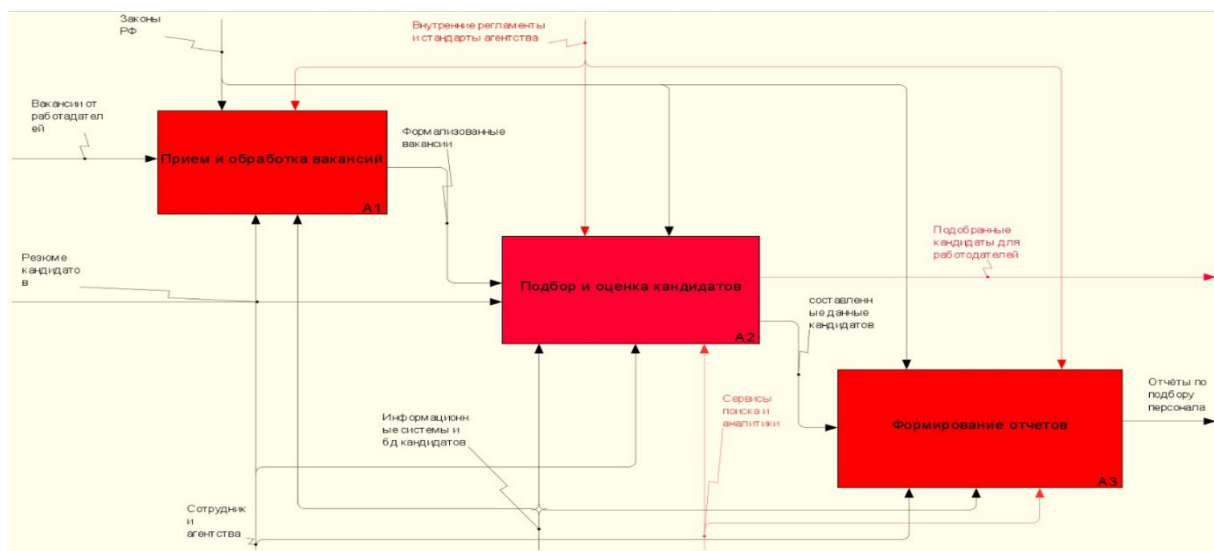 Законы
РФ
Внутренние регламенты
и стандарты агентства
Вакансии от
работадател
ей
Формализованные
вакансии
Прием и обработка вакансий
A1
Резюме
кандидато
в
Подобранные
кандидаты для
работодателей
Подбор и оценка кандидатов
A2
составленн
ые данные
кандидатов
Отчёты по
подбору
персонала
Сервисы
поиска и
аналитики
Информационн
ые системы и
бд кандидатов
Формирование отчетов
A3
Сотрудник
и
агентства